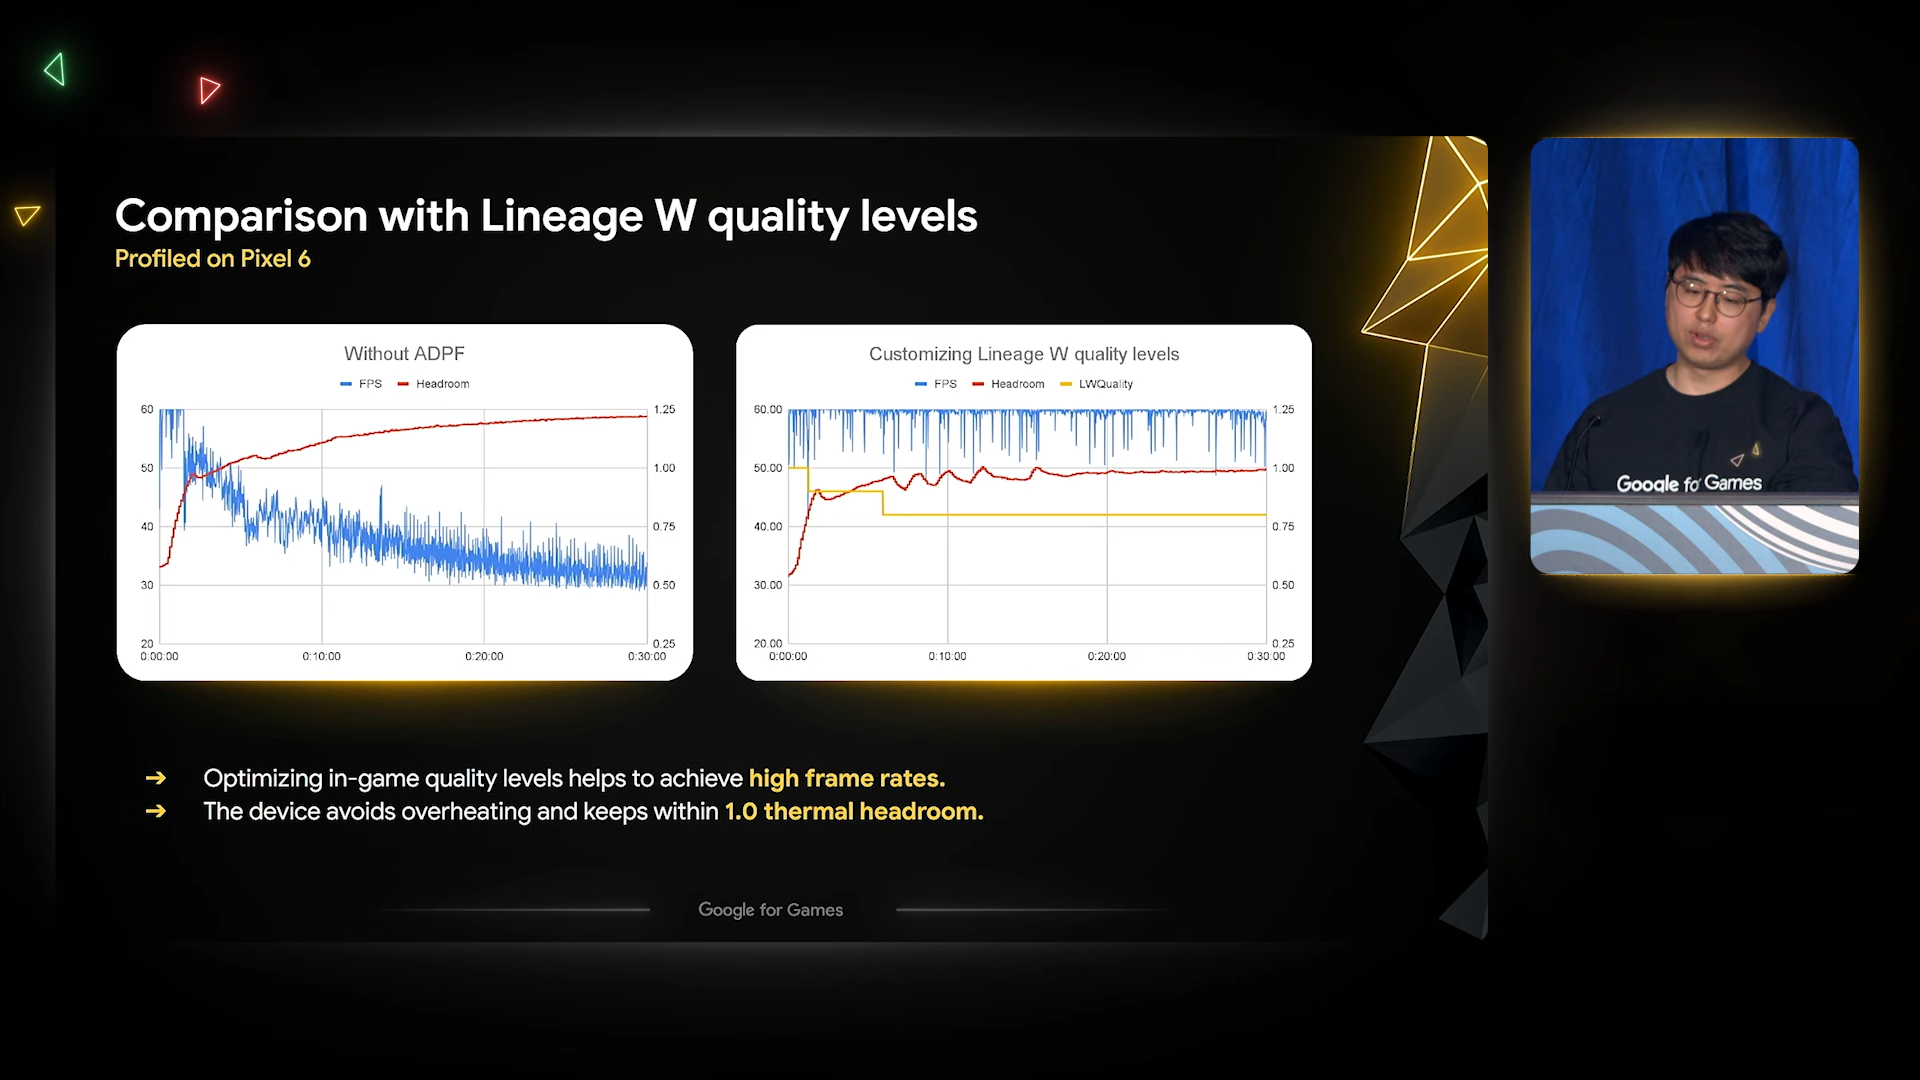 Comparison with Lineage W quality levels
Profiled on Pixel 6
Without ADPF
FPS Headroom
60 1.25
50 1.00
40 0.75
30 0.50
20 0.25
0:00:00 0:10:00 0:20:00 0:30:00
Customizing Lineage W quality levels
FPS Headroom LWQuality
60.00 1.25
50.00 1.00
40.00 0.75
30.00 0.50
20.00 0.25
0:00:00 0:10:00 0:20:00 0:30:00
➔ Optimizing in-game quality levels helps to achieve high frame rates.
➔ The device avoids overheating and keeps within 1.0 thermal headroom.
Google for Games
Google for Games